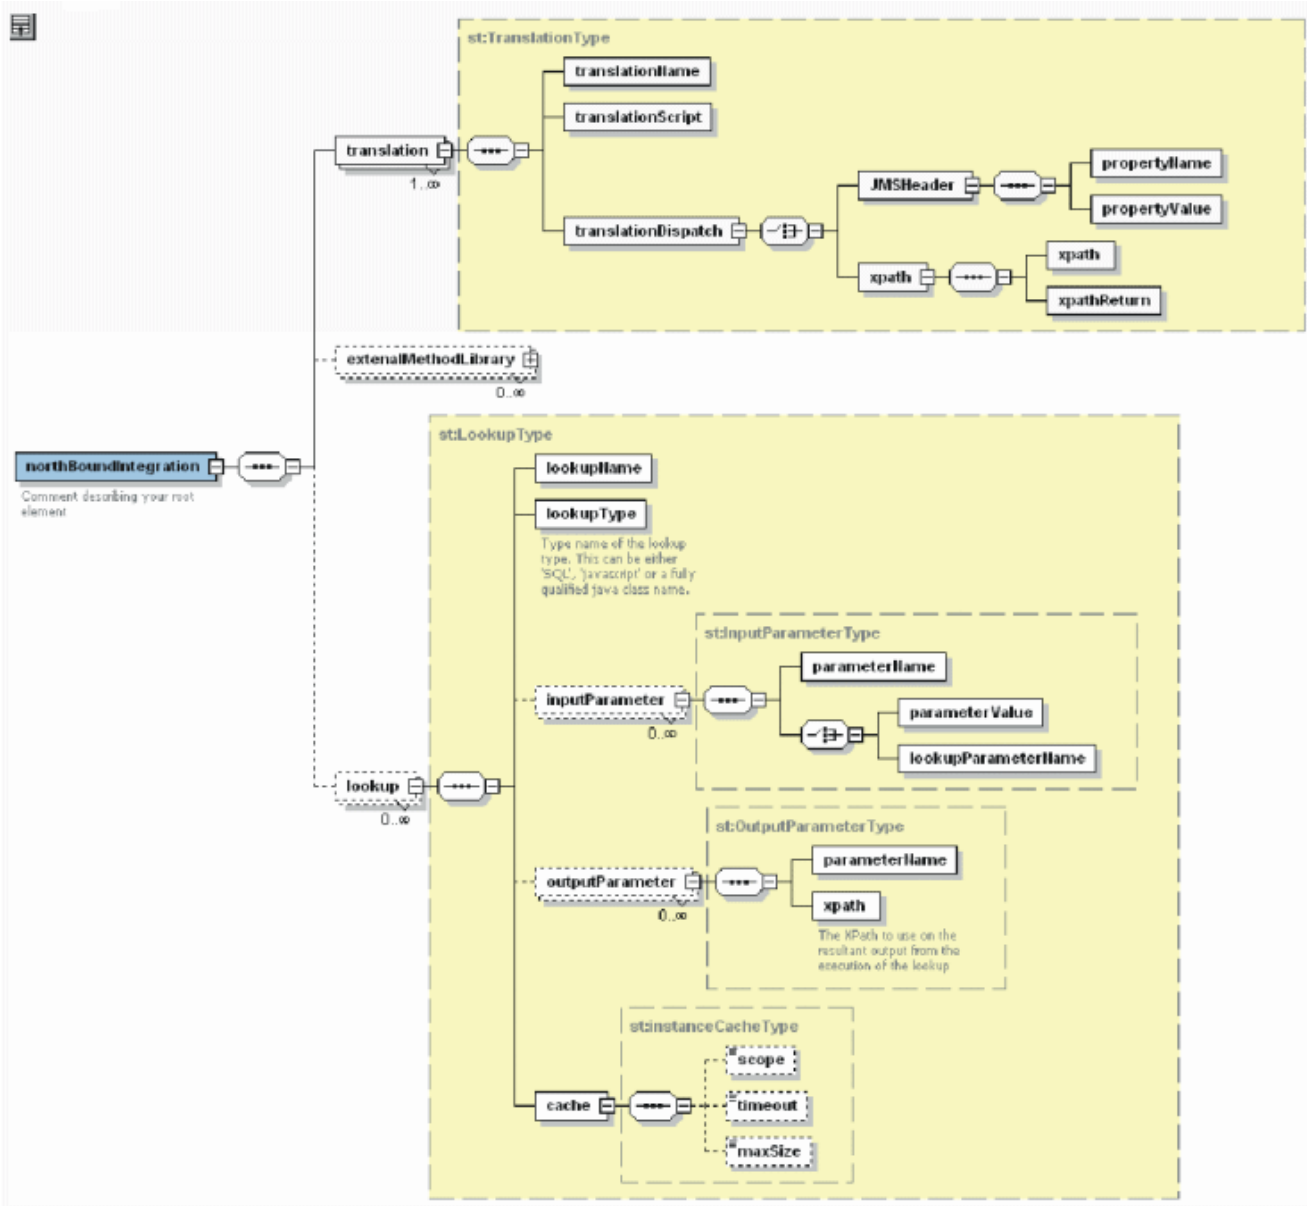 st:TranslationType
translationName
translationScript
translation
1..∞
JMSHeader
propertyName
propertyValue
translationDispatch
xpath
xpath
xpathReturn
extenalMethodLibrary
0..∞
st:LookupType
northBoundIntegration
Comment describing your root
element
lookupName
lookupType
Type name of the lookup
type. This can be either
'SQL', 'javascript' or a fully
qualified java class name.
st:InputParameterType
parameterName
inputParameter
0..∞
parameterValue
lookupParameterName
lookup
0..∞
st:OutputParameterType
parameterName
outputParameter
0..∞
xpath
The XPath to use on the
resultant output from the
execution of the lookup
st:instanceCacheType
scope
cache
timeout
maxSize